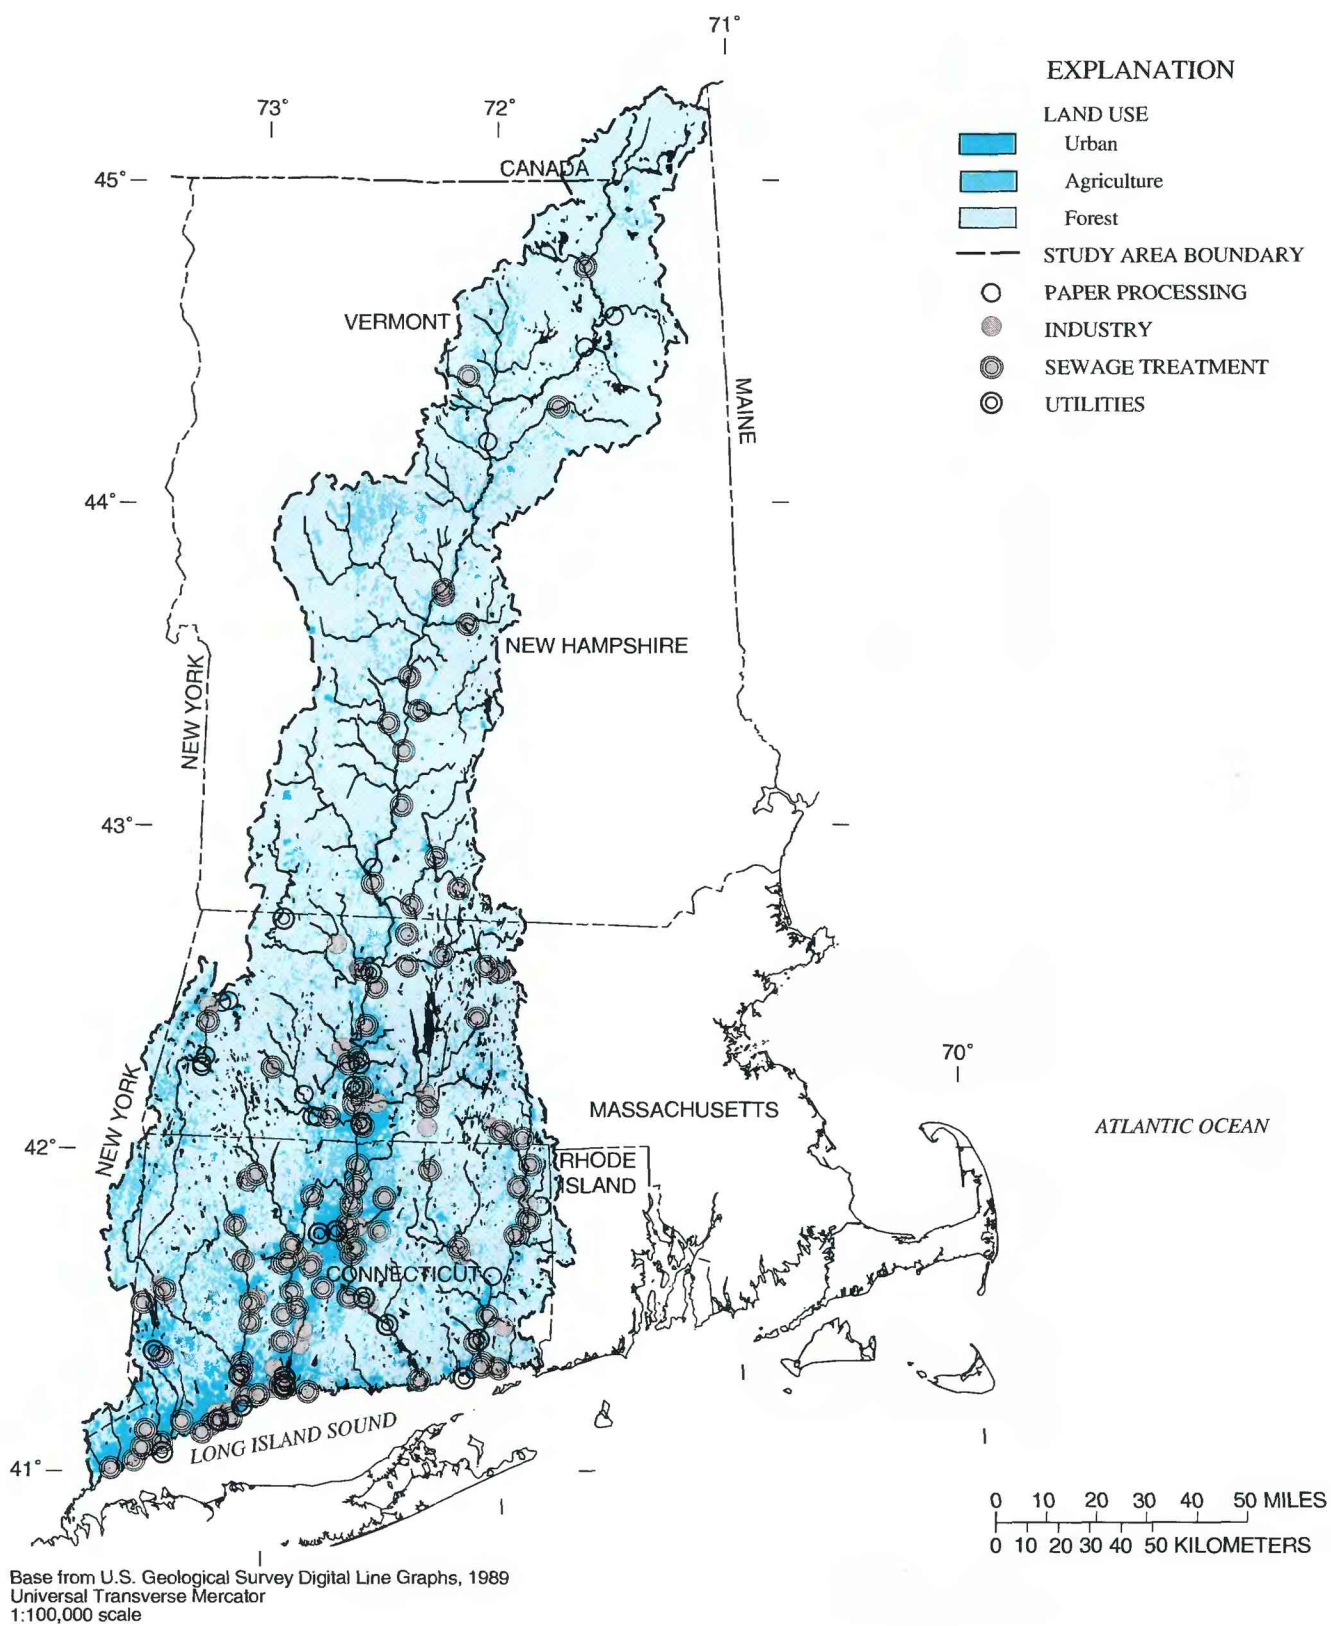 71°
EXPLANATION
LAND USE
Urban
Agriculture
Forest
STUDY AREA BOUNDARY
PAPER PROCESSING
INDUSTRY
SEWAGE TREATMENT
UTILITIES
73°
72°
CANADA
45°
VERMONT
MAINE
44°
NEW HAMPSHIRE
NEW YORK
43°
70°
NEW YORK
MASSACHUSETTS
ATLANTIC OCEAN
42°
RHODE
ISLAND
CONNECTICUT
LONG ISLAND SOUND
41°
0 10 20 30 40 50 MILES
0 10 20 30 40 50 KILOMETERS
Base from U.S. Geological Survey Digital Line Graphs, 1989
Universal Transverse Mercator
1:100,000 scale